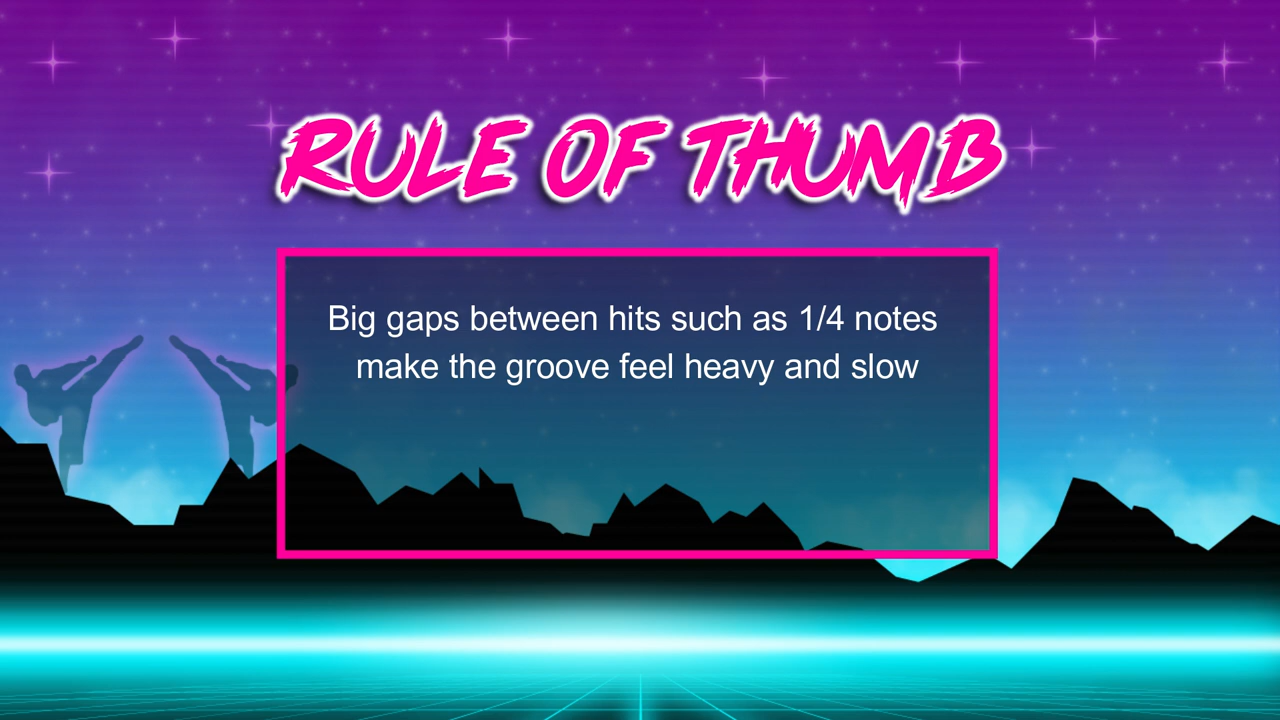 RULE OF THUMB
Big gaps between hits such as 1/4 notes
make the groove feel heavy and slow